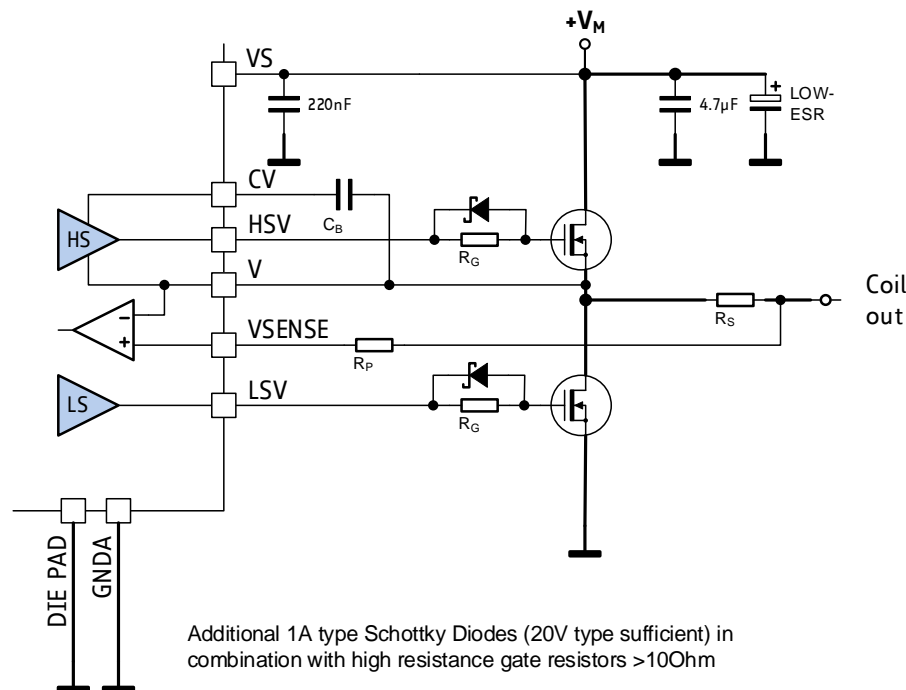 +VM
VS
220nF
4.7µF
+
LOW-
ESR
CV
CB
HS
HSV
RG
V
Coil
out
RS
−
+
VSENSE
RP
LS
LSV
RG
DIE PAD
GNDA
Additional 1A type Schottky Diodes (20V type sufficient) in
combination with high resistance gate resistors >10Ohm